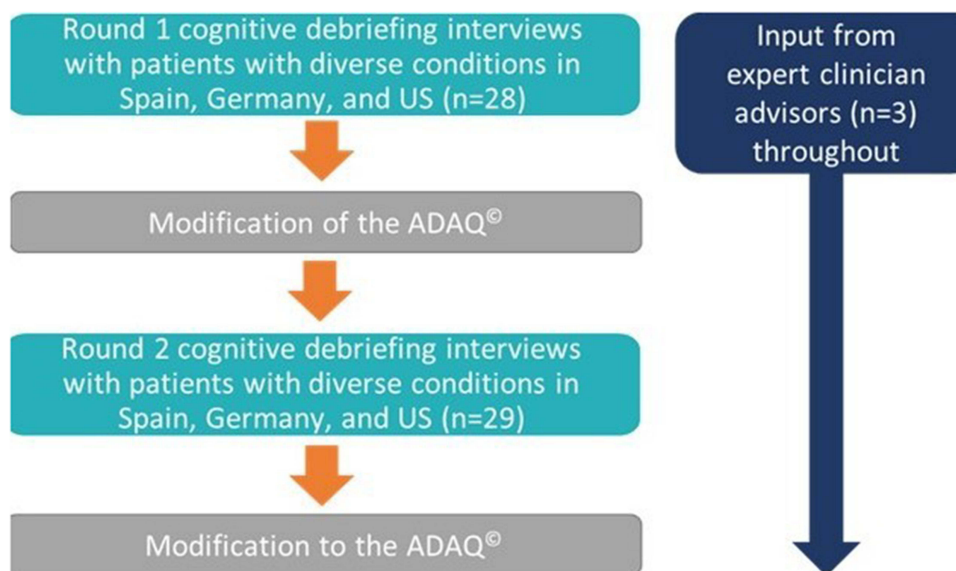 Round 1 cognitive debriefing interviews
with patients with diverse conditions in
Spain, Germany, and US (n=28)
Modification of the ADAQ©
Round 2 cognitive debriefing interviews
with patients with diverse conditions in
Spain, Germany, and US (n=29)
Modification to the ADAQ©
Input from
expert clinician
advisors (n=3)
throughout